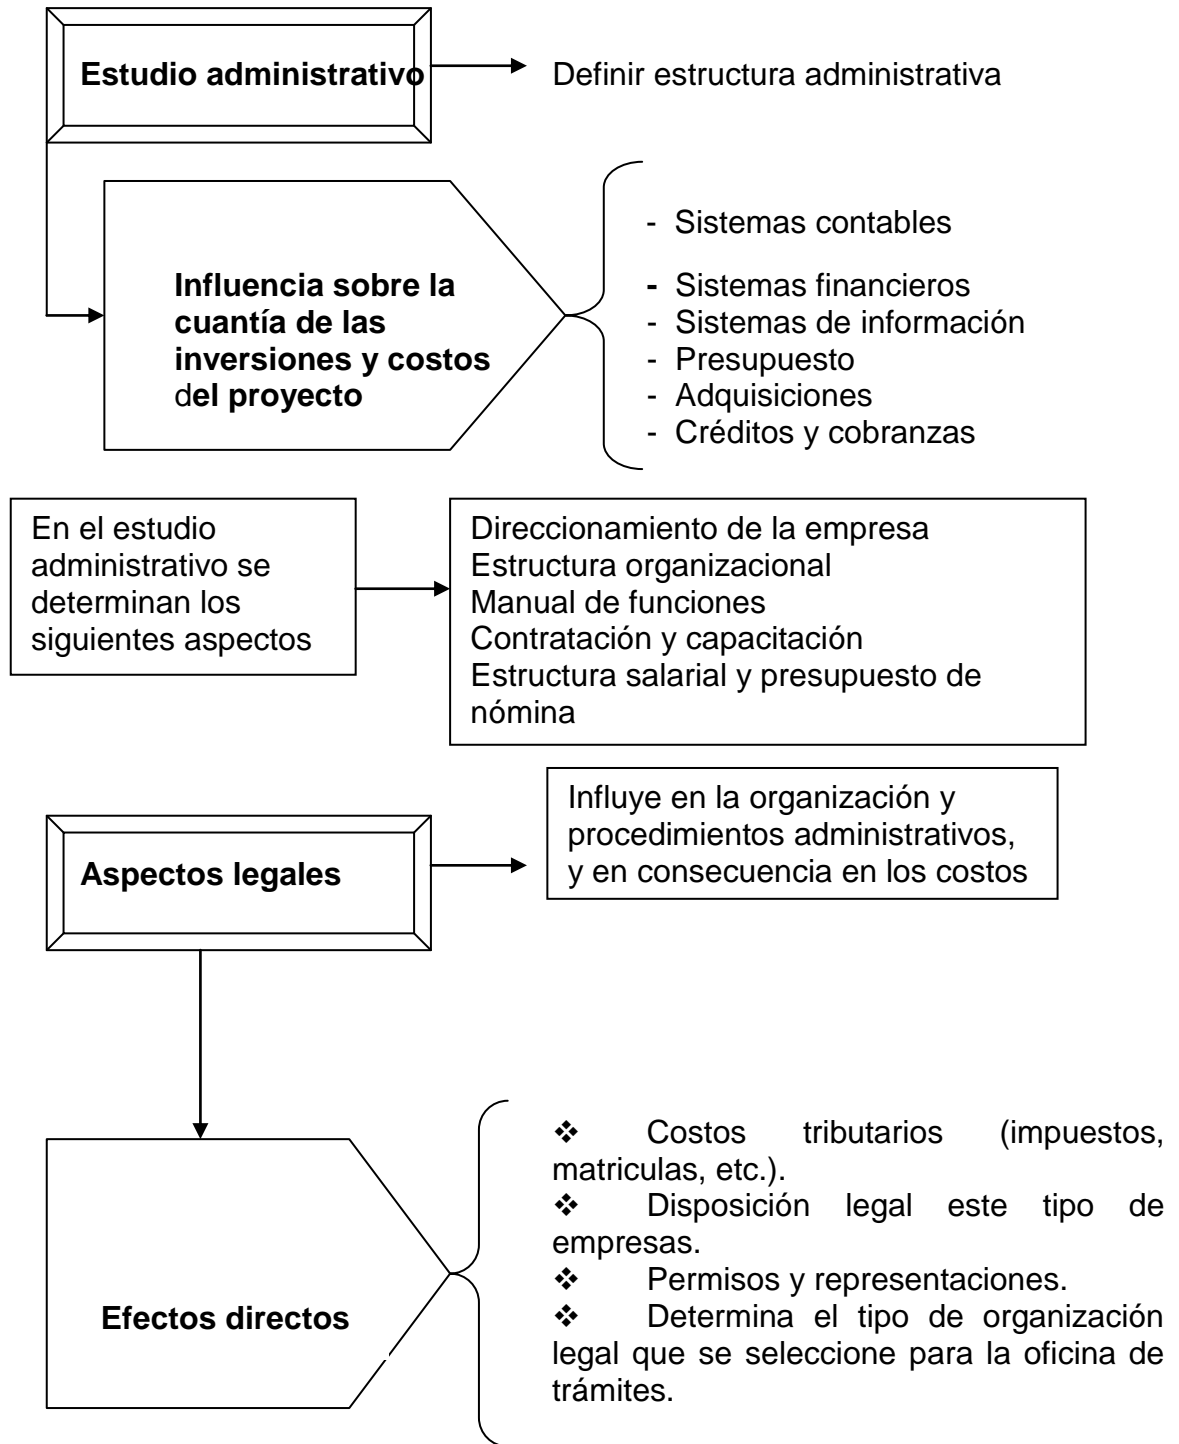 Estudio administrativo
Definir estructura administrativa
Influencia sobre la
cuantía de las
inversiones y costos
del proyecto
- Sistemas contables
- Sistemas financieros
- Sistemas de información
- Presupuesto
- Adquisiciones
- Créditos y cobranzas
En el estudio
administrativo se
determinan los
siguientes aspectos
Direccionamiento de la empresa
Estructura organizacional
Manual de funciones
Contratación y capacitación
Estructura salarial y presupuesto de
nómina
Aspectos legales
Influye en la organización y
procedimientos administrativos,
y en consecuencia en los costos
Efectos directos
❖ Costos tributarios (impuestos,
matriculas, etc.).
❖ Disposición legal este tipo de
empresas.
❖ Permisos y representaciones.
❖ Determina el tipo de organización
legal que se seleccione para la oficina de
trámites.